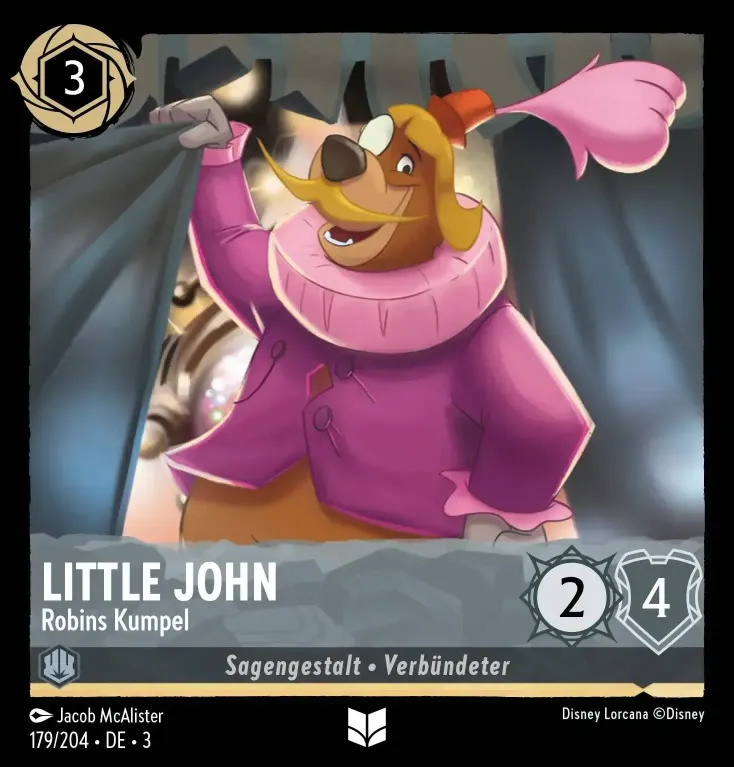 3
LITTLE JOHN
Robins Kumpel
2
4
Sagengestalt • Verbündeter
Jacob McAlister
Disney Lorcana ©Disney
179/204 • DE • 3